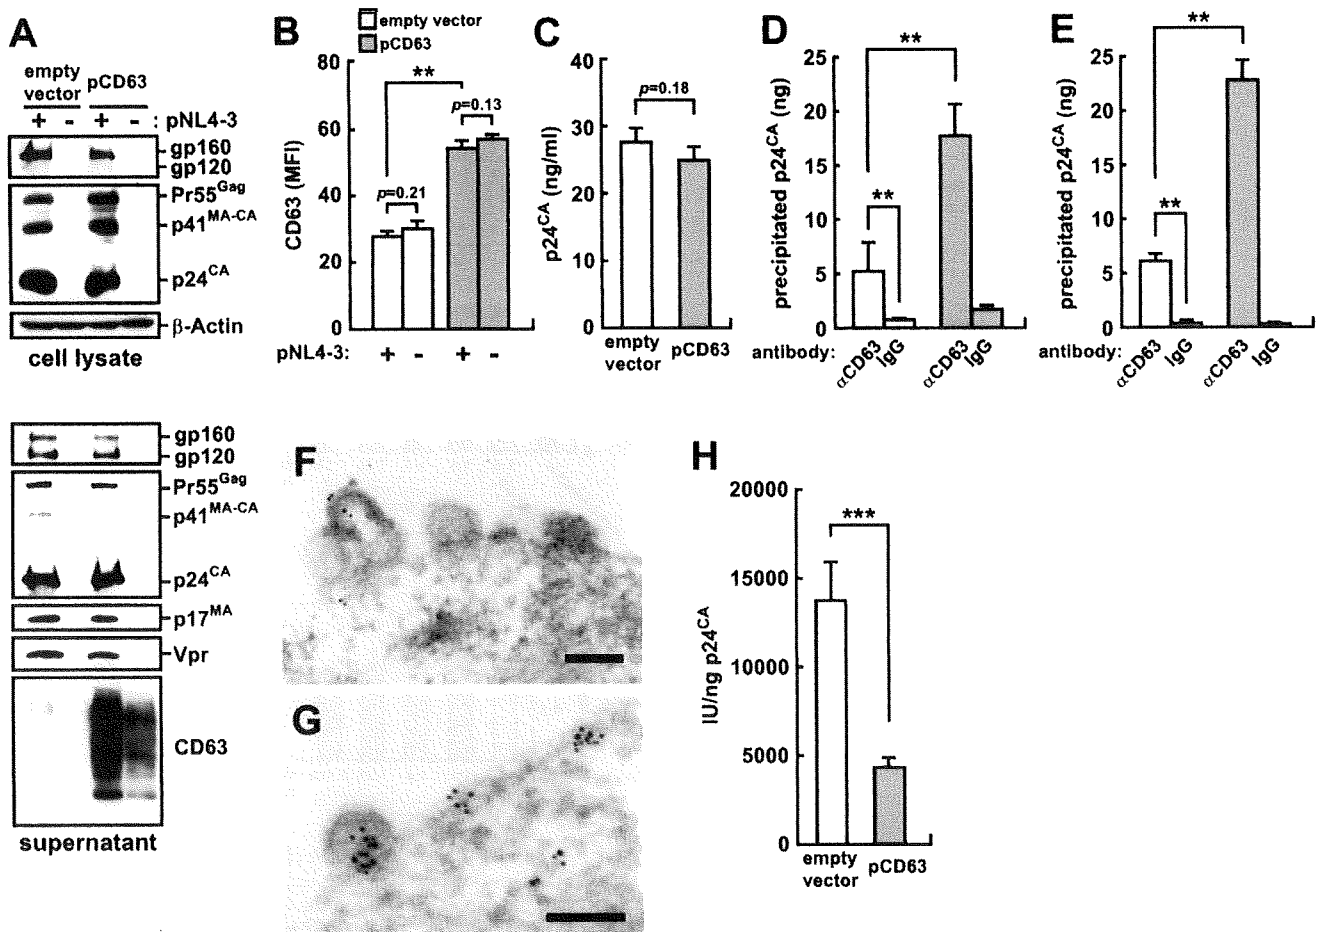 A
empty vector
pCD63
+ - + - : pNL4-3
gp160
gp120
Pr55Gag
p41MA-CA
p24CA
β-Actin
cell lysate
gp160
gp120
Pr55Gag
p41MA-CA
p24CA
p17MA
Vpr
CD63
supernatant
B
empty vector
pCD63
CD63 (MFI)
80
60
40
20
0
**
p=0.13
p=0.21
pNL4-3: + - + -
C
p24CA (ng/ml)
40
30
20
10
0
p=0.18
empty vector
pCD63
D
precipitated p24CA (ng)
25
20
15
10
5
0
**
**
antibody: αCD63 IgG αCD63 IgG
E
precipitated p24CA (ng)
25
20
15
10
5
0
**
**
antibody: αCD63 IgG αCD63 IgG
F
G
H
IU/ng p24CA
20000
15000
10000
5000
0
***
empty vector
pCD63